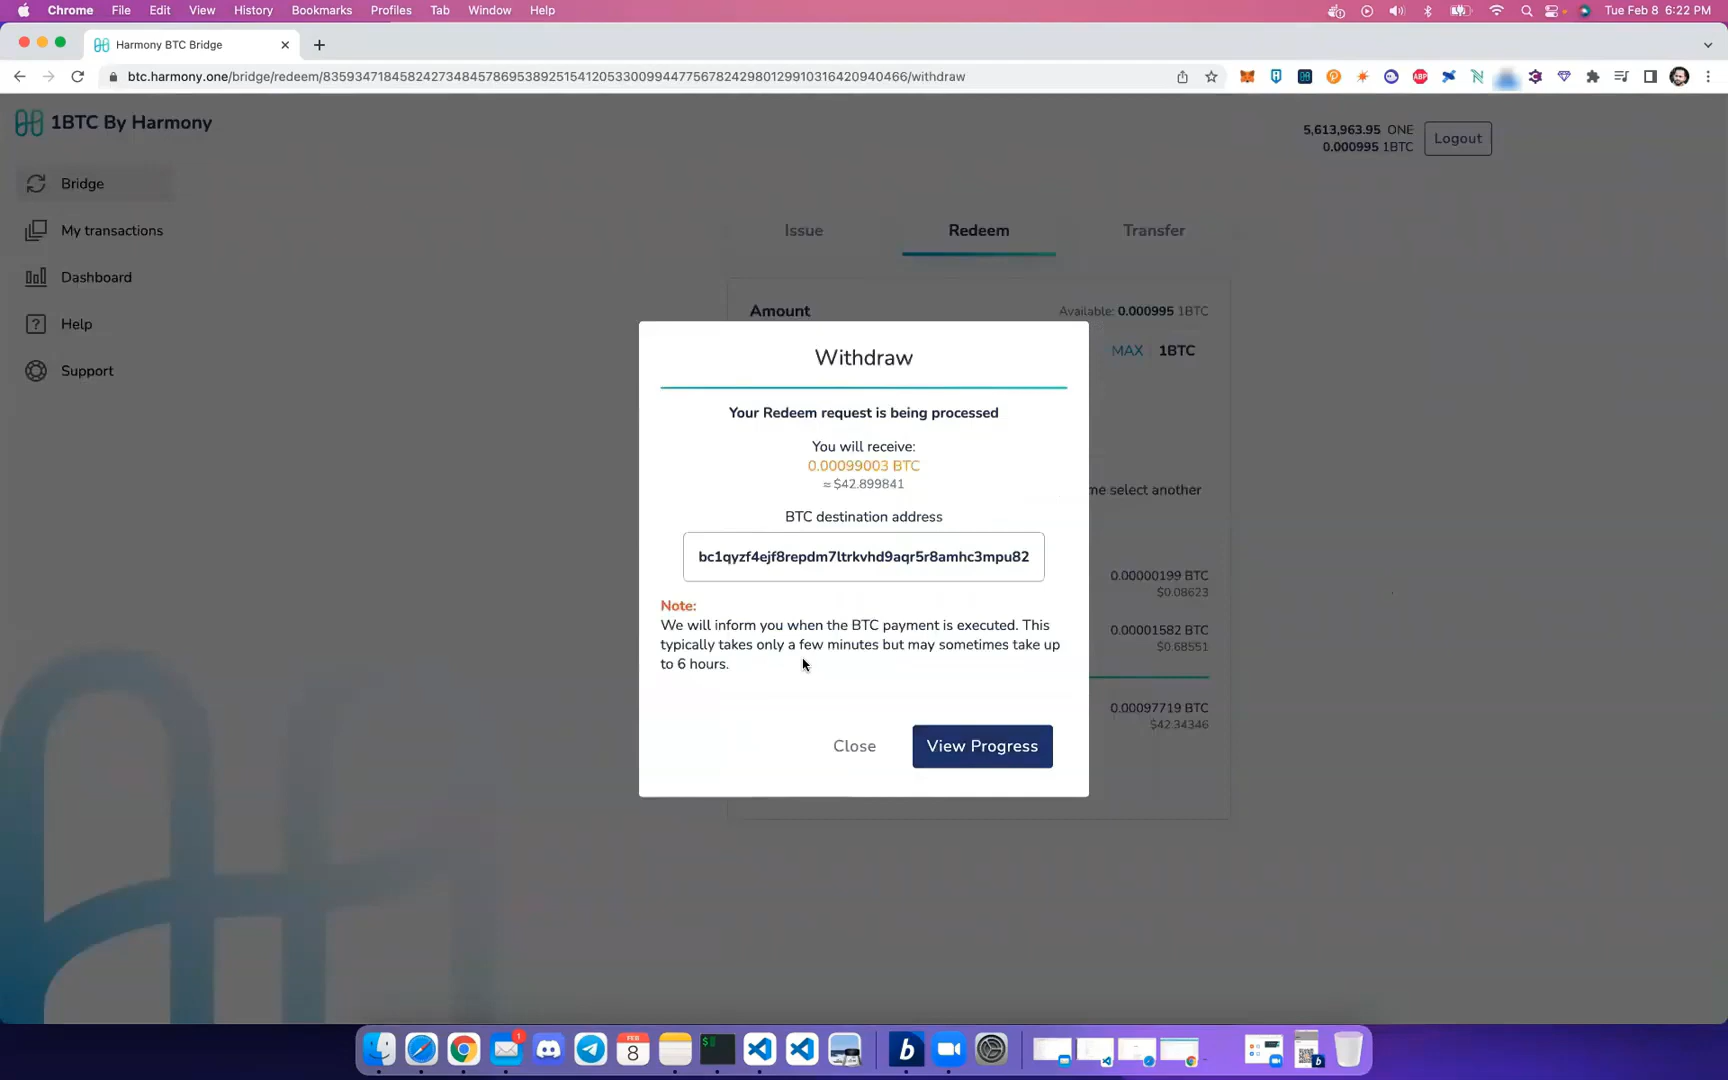 Chrome File Edit View History Bookmarks Profiles Tab Window Help
Tue Feb 8 6:22 PM
Harmony BTC Bridge
btc.harmony.one/bridge/redeem/83593471845824273484578695389251541205330099447756782429801299103164209404​66/withdraw
ABP
1BTC By Harmony
5,613,963.95 ONE
0.000995 1BTC
Logout
Bridge
My transactions
Dashboard
Help
Support
Issue
Redeem
Transfer
Amount
Available: 0.000995 1BTC
MAX 1BTC
me select another
0.00000199 BTC
$0.08623
0.00001582 BTC
$0.68551
0.00097719 BTC
$42.34346
Withdraw
Your Redeem request is being processed
You will receive:
0.00099003 BTC
≈ $42.899841
BTC destination address
bc1qyzf4ejf8repdm7ltrkvhd9aqr5r8amhc3mpu82
Note:
We will inform you when the BTC payment is executed. This
typically takes only a few minutes but may sometimes take up
to 6 hours.
Close
View Progress
1
FEB
8
$
b